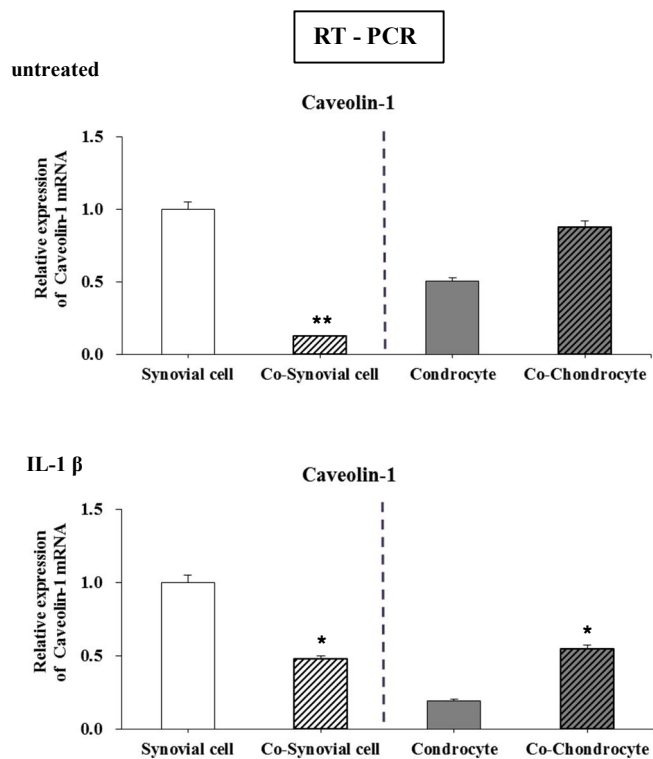 RT - PCR
untreated
Caveolin-1
Relative expression
of Caveolin-1 mRNA
1.5
1.0
0.5
0.0
**
Synovial cell
Co-Synovial cell
Condrocyte
Co-Chondrocyte
IL-1 β
Caveolin-1
Relative expression
of Caveolin-1 mRNA
1.5
1.0
0.5
0.0
*
*
Synovial cell
Co-Synovial cell
Condrocyte
Co-Chondrocyte